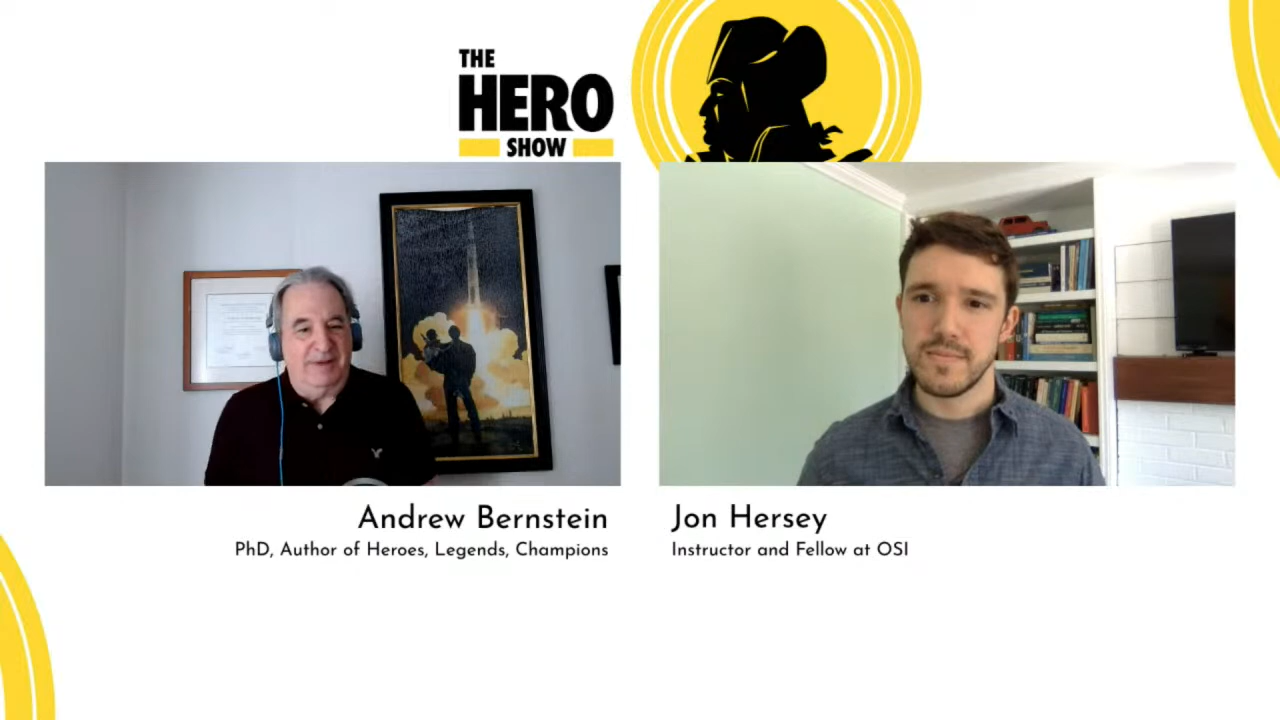 THE
HERO
SHOW
Andrew Bernstein
PhD, Author of Heroes, Legends, Champions
Jon Hersey
Instructor and Fellow at OSI